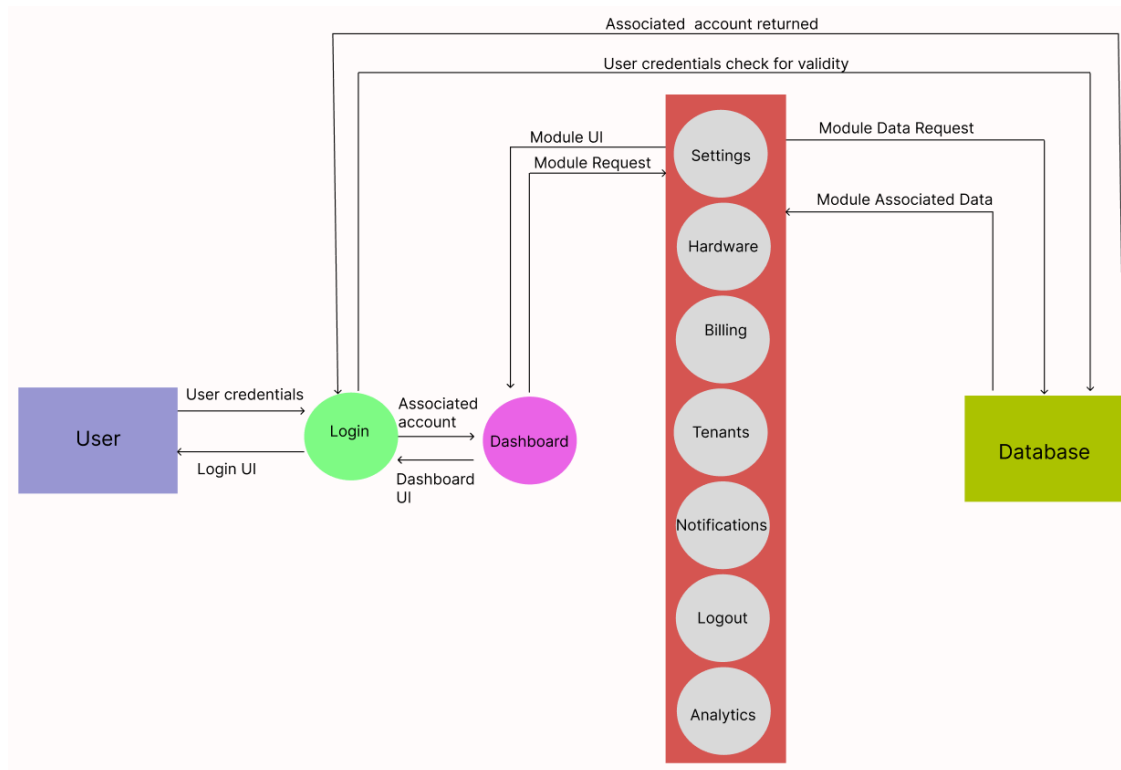 Associated  account returned
User credentials check for validity
Module UI
Module Request
Settings
Module Data Request
Module Associated Data
Hardware
Billing
User credentials
Associated
account
User
Login
Dashboard
Tenants
Database
Login UI
Dashboard
UI
Notifications
Logout
Analytics